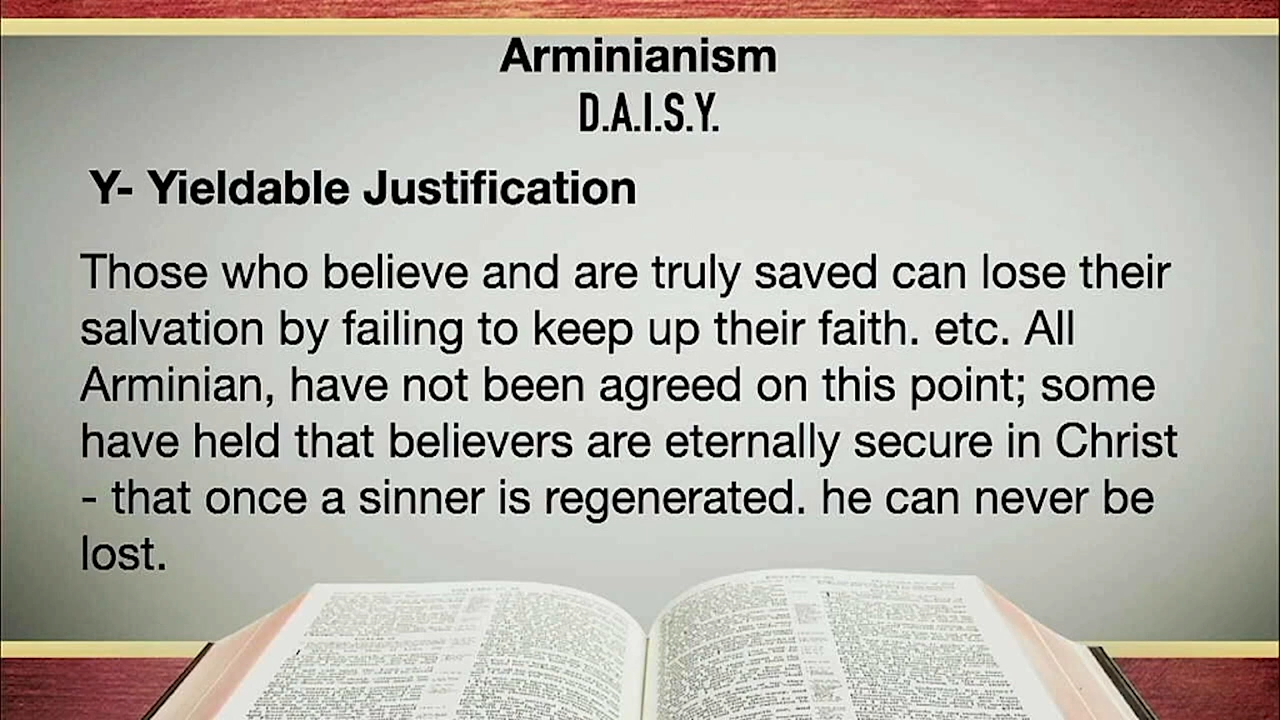 Arminianism
D.A.I.S.Y.
Y- Yieldable Justification
Those who believe and are truly saved can lose their
salvation by failing to keep up their faith. etc. All
Arminian, have not been agreed on this point; some
have held that believers are eternally secure in Christ
- that once a sinner is regenerated. he can never be
lost.